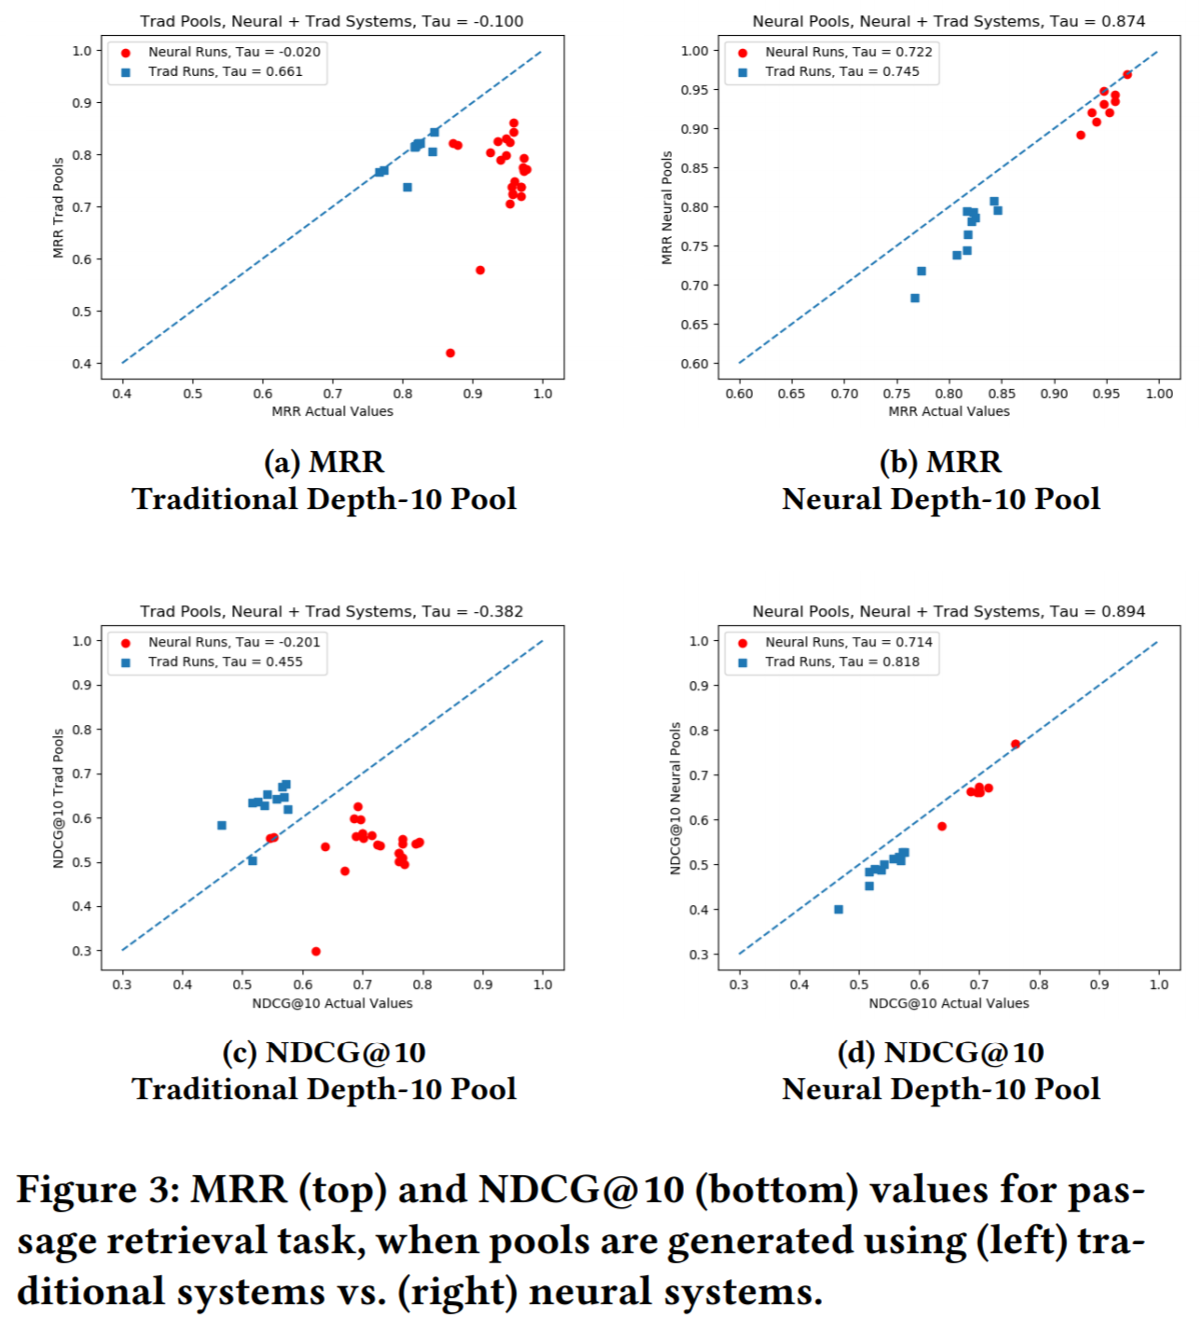 Trad Pools, Neural + Trad Systems, Tau = -0.100
Neural Runs, Tau = -0.020
Trad Runs, Tau = 0.661
1.0
0.9
0.8
0.7
0.6
0.5
0.4
MRR Trad Pools
0.4 0.5 0.6 0.7 0.8 0.9 1.0
MRR Actual Values
(a) MRR
Traditional Depth-10 Pool
Neural Pools, Neural + Trad Systems, Tau = 0.874
Neural Runs, Tau = 0.722
Trad Runs, Tau = 0.745
1.00
0.95
0.90
0.85
0.80
0.75
0.70
0.65
0.60
MRR Neural Pools
0.60 0.65 0.70 0.75 0.80 0.85 0.90 0.95 1.00
MRR Actual Values
(b) MRR
Neural Depth-10 Pool
Trad Pools, Neural + Trad Systems, Tau = -0.382
Neural Runs, Tau = -0.201
Trad Runs, Tau = 0.455
1.0
0.9
0.8
0.7
0.6
0.5
0.4
0.3
NDCG@10 Trad Pools
0.3 0.4 0.5 0.6 0.7 0.8 0.9 1.0
NDCG@10 Actual Values
(c) NDCG@10
Traditional Depth-10 Pool
Neural Pools, Neural + Trad Systems, Tau = 0.894
Neural Runs, Tau = 0.714
Trad Runs, Tau = 0.818
1.0
0.9
0.8
0.7
0.6
0.5
0.4
0.3
NDCG@10 Neural Pools
0.3 0.4 0.5 0.6 0.7 0.8 0.9 1.0
NDCG@10 Actual Values
(d) NDCG@10
Neural Depth-10 Pool
Figure 3: MRR (top) and NDCG@10 (bottom) values for pas-
sage retrieval task, when pools are generated using (left) tra-
ditional systems vs. (right) neural systems.